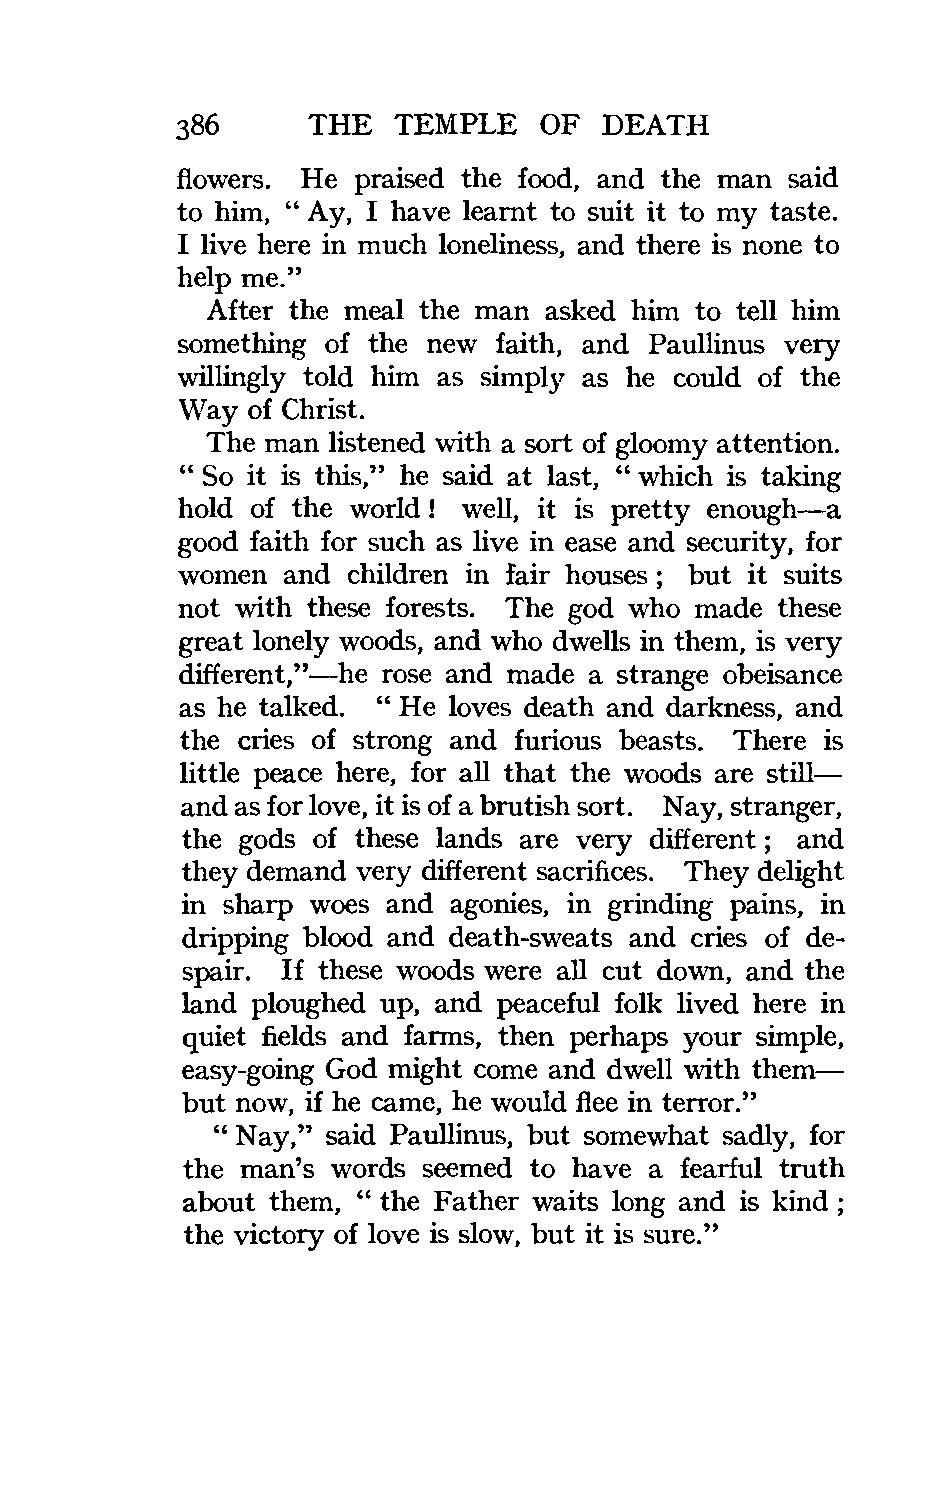 386 THE TEMPLE OF DEATH
flowers. He praised the food, and the man said
to him, “ Ay, I have learnt to suit it to my taste.
I live here in much loneliness, and there is none to
help me.”
After the meal the man asked him to tell him
something of the new faith, and Paullinus very
willingly told him as simply as he could of the
Way of Christ.
The man listened with a sort of gloomy attention.
“ So it is this,” he said at last, “ which is taking
hold of the world ! well, it is pretty enough—a
good faith for such as live in ease and security, for
women and children in fair houses ; but it suits
not with these forests. The god who made these
great lonely woods, and who dwells in them, is very
different,”—he rose and made a strange obeisance
as he talked. “ He loves death and darkness, and
the cries of strong and furious beasts. There is
little peace here, for all that the woods are still—
and as for love, it is of a brutish sort. Nay, stranger,
the gods of these lands are very different ; and
they demand very different sacrifices. They delight
in sharp woes and agonies, in grinding pains, in
dripping blood and death-sweats and cries of de-
spair. If these woods were all cut down, and the
land ploughed up, and peaceful folk lived here in
quiet fields and farms, then perhaps your simple,
easy-going God might come and dwell with them—
but now, if he came, he would flee in terror.”
“ Nay,” said Paullinus, but somewhat sadly, for
the man’s words seemed to have a fearful truth
about them, “ the Father waits long and is kind ;
the victory of love is slow, but it is sure.”